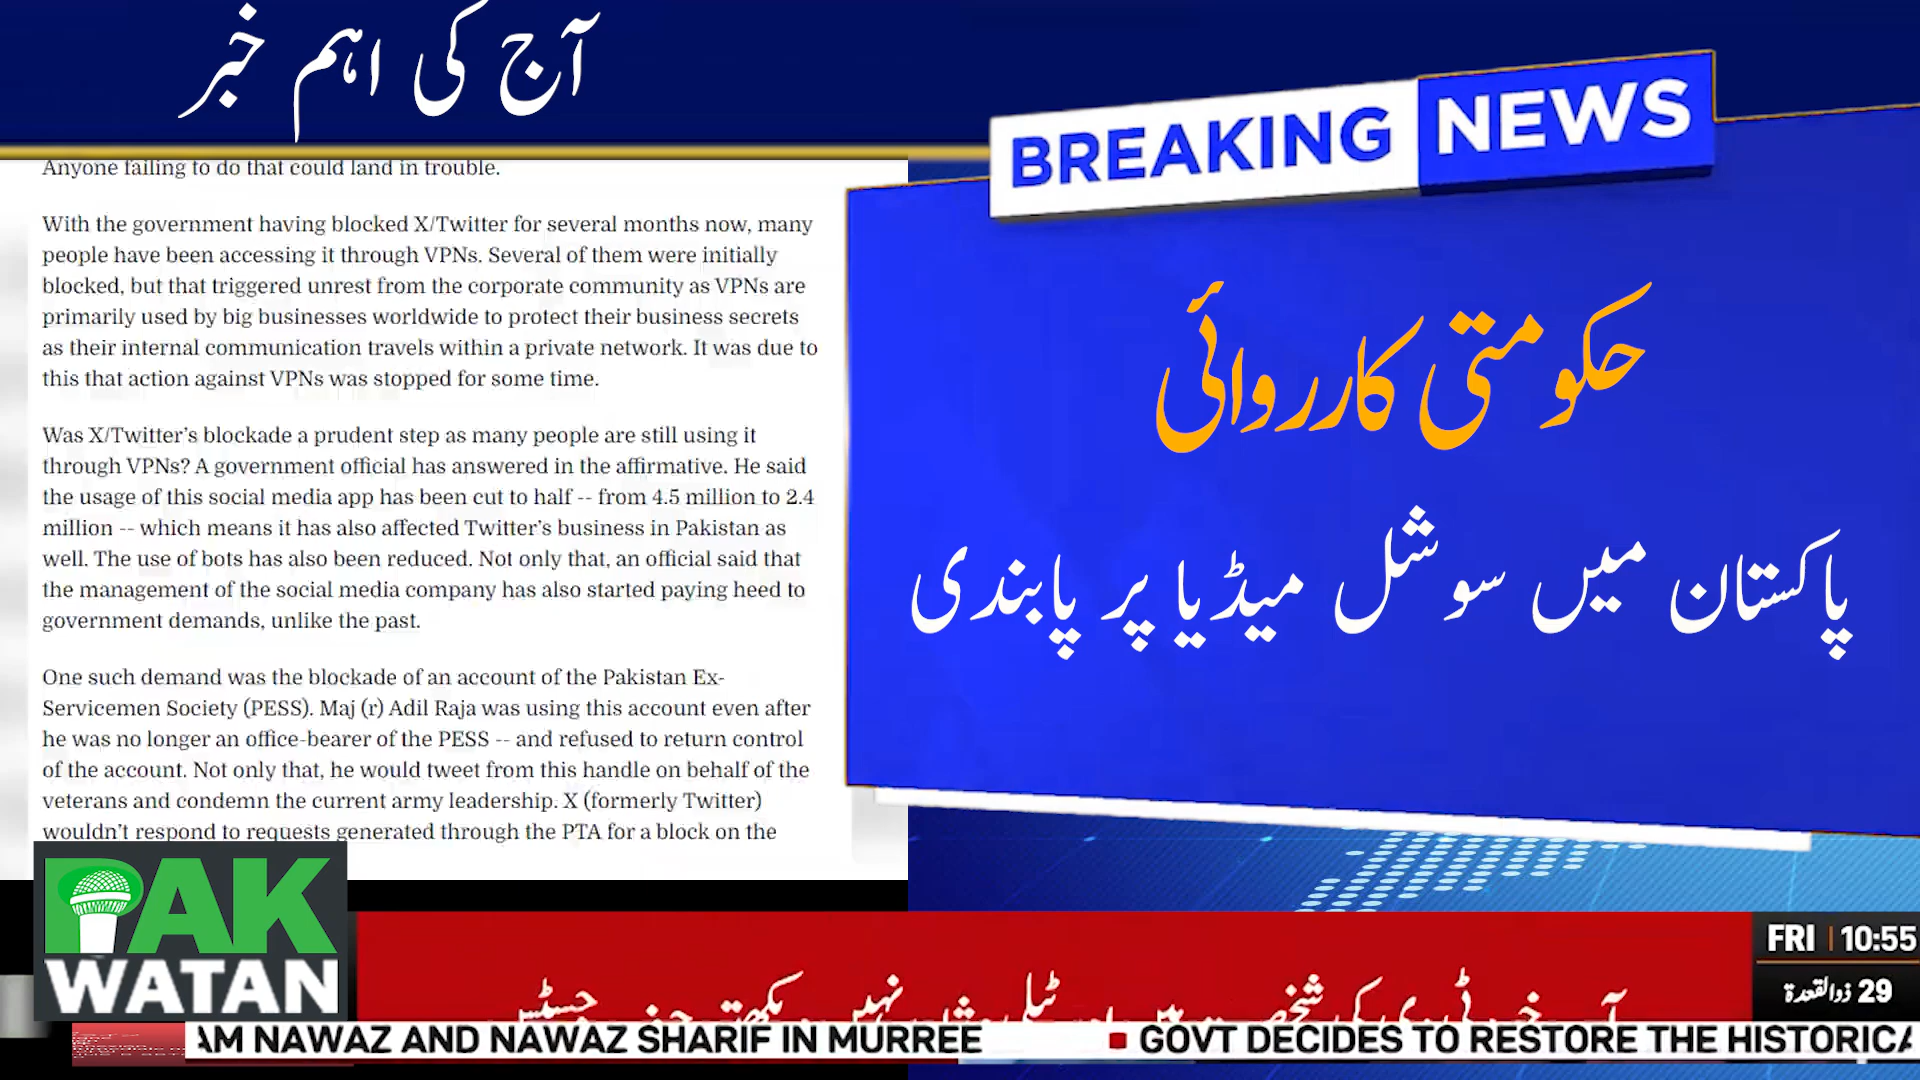 آج کی اہم خبر
BREAKING NEWS
Anyone failing to do that could land in trouble.
With the government having blocked X/Twitter for several months now, many
people have been accessing it through VPNs. Several of them were initially
blocked, but that triggered unrest from the corporate community as VPNs are
primarily used by big businesses worldwide to protect their business secrets
as their internal communication travels within a private network. It was due to
this that action against VPNs was stopped for some time.
Was X/Twitter’s blockade a prudent step as many people are still using it
through VPNs? A government official has answered in the affirmative. He said
the usage of this social media app has been cut to half -- from 4.5 million to 2.4
million -- which means it has also affected Twitter’s business in Pakistan as
well. The use of bots has also been reduced. Not only that, an official said that
the management of the social media company has also started paying heed to
government demands, unlike the past.
One such demand was the blockade of an account of the Pakistan Ex-
Servicemen Society (PESS). Maj (r) Adil Raja was using this account even after
he was no longer an office-bearer of the PESS -- and refused to return control
of the account. Not only that, he would tweet from this handle on behalf of the
veterans and condemn the current army leadership. X (formerly Twitter)
wouldn’t respond to requests generated through the PTA for a block on the
حکومتی کارروائی
پاکستان میں سوشل میڈیا پر پابندی
PAK
WATAN
FRI | 10:55
29 ذوالقعدة
AM NAWAZ AND NAWAZ SHARIF IN MURREE
GOVT DECIDES TO RESTORE THE HISTORICA